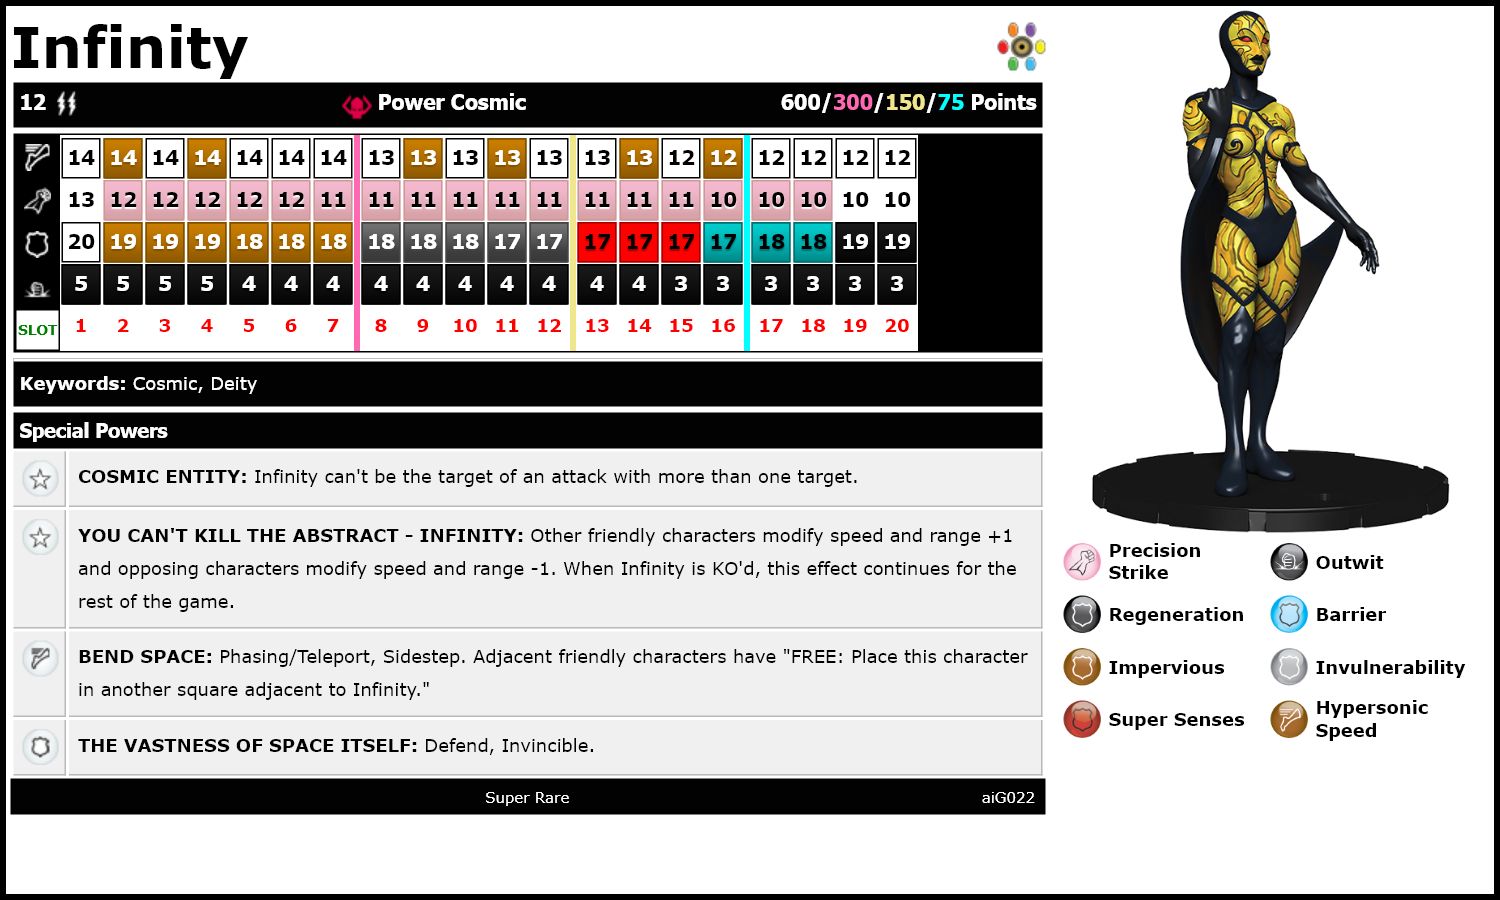 Infinity
12 Power Cosmic 600/300/150/75 Points
14 14 14 14 14 14 14 13 13 13 13 13 13 13 12 12 12 12 12 12
13 12 12 12 12 12 11 11 11 11 11 11 11 11 11 10 10 10 10 10
20 19 19 19 18 18 18 18 18 18 17 17 17 17 17 17 18 18 19 19
5 5 5 5 4 4 4 4 4 4 4 4 4 4 3 3 3 3 3 3
SLOT 1 2 3 4 5 6 7 8 9 10 11 12 13 14 15 16 17 18 19 20
Keywords: Cosmic, Deity
Special Powers
COSMIC ENTITY: Infinity can't be the target of an attack with more than one target.
YOU CAN'T KILL THE ABSTRACT - INFINITY: Other friendly characters modify speed and range +1
and opposing characters modify speed and range -1. When Infinity is KO'd, this effect continues for the
rest of the game.
BEND SPACE: Phasing/Teleport, Sidestep. Adjacent friendly characters have "FREE: Place this character
in another square adjacent to Infinity."
THE VASTNESS OF SPACE ITSELF: Defend, Invincible.
Super Rare aiG022
Precision
Strike
Outwit
Regeneration
Barrier
Impervious
Invulnerability
Super Senses
Hypersonic
Speed